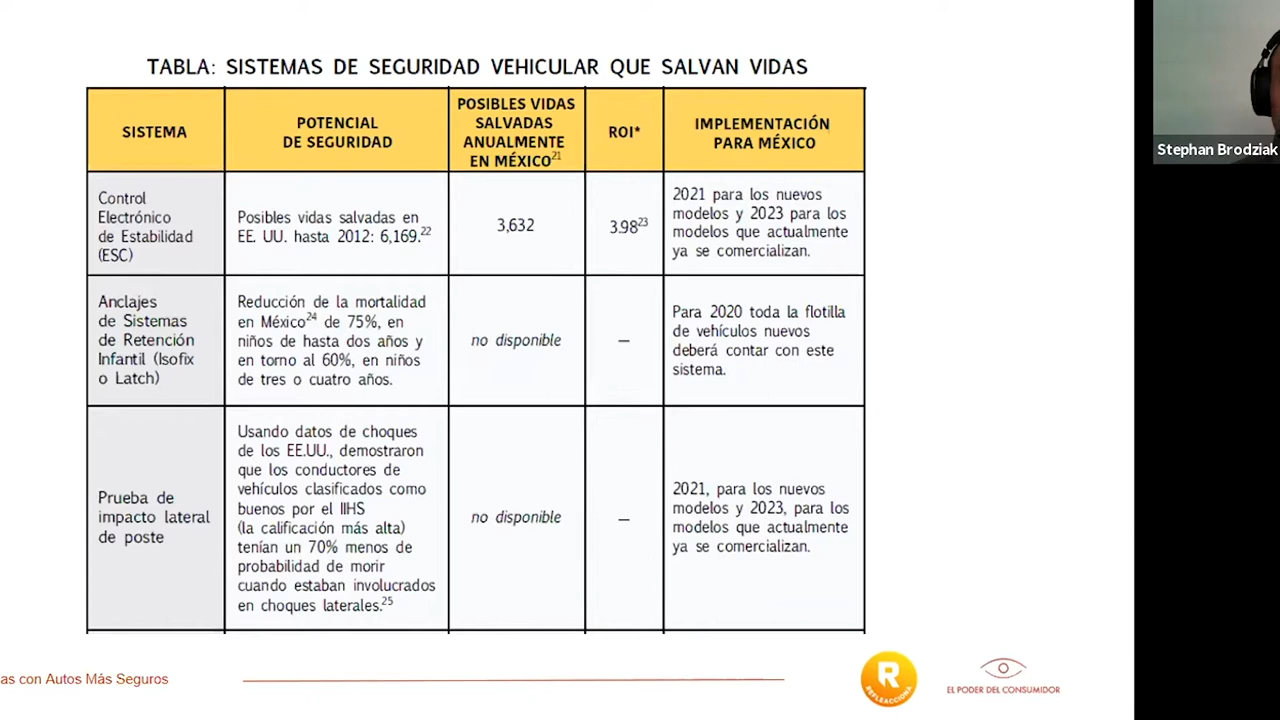 TABLA: SISTEMAS DE SEGURIDAD VEHICULAR QUE SALVAN VIDAS
SISTEMA
POTENCIAL
DE SEGURIDAD
POSIBLES VIDAS
SALVADAS
ANUALMENTE
EN MÉXICO21
ROI*
IMPLEMENTACIÓN
PARA MÉXICO
Control
Electrónico
de Estabilidad
(ESC)
Posibles vidas salvadas en
EE. UU. hasta 2012: 6,169.22
3,632
3.9823
2021 para los nuevos
modelos y 2023 para los
modelos que actualmente
ya se comercializan.
Anclajes
de Sistemas
de Retención
Infantil (Isofix
o Latch)
Reducción de la mortalidad
en México24 de 75%, en
niños de hasta dos años y
en torno al 60%, en niños
de tres o cuatro años.
no disponible
—
Para 2020 toda la flotilla
de vehículos nuevos
deberá contar con este
sistema.
Prueba de
impacto lateral
de poste
Usando datos de choques
de los EE.UU., demostraron
que los conductores de
vehículos clasificados como
buenos por el IIHS
(la calificación más alta)
tenían un 70% menos de
probabilidad de morir
cuando estaban involucrados
en choques laterales.25
no disponible
—
2021, para los nuevos
modelos y 2023, para los
modelos que actualmente
ya se comercializan.
as con Autos Más Seguros
R
REFLEACCIONA
EL PODER DEL CONSUMIDOR
Stephan Brodziak